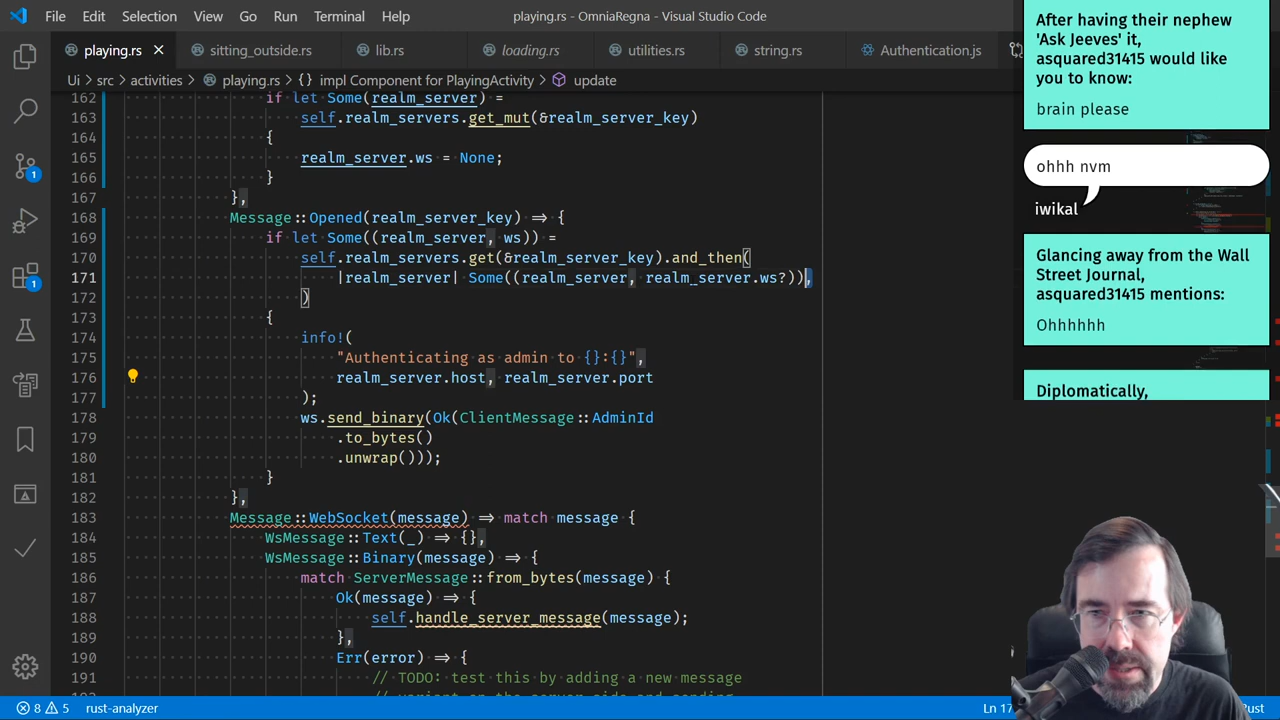 File Edit Selection View Go Run Terminal Help
playing.rs - OmniaRegna - Visual Studio Code
playing.rs
sitting_outside.rs
lib.rs
loading.rs
utilities.rs
string.rs
Authentication.js
Ui > src > activities > playing.rs > {} impl Component for PlayingActivity > update
162 if let Some(realm_server) =
163 self.realm_servers.get_mut(&realm_server_key)
164 {
165 realm_server.ws = None;
166 }
167 },
168 Message::Opened(realm_server_key) => {
169 if let Some((realm_server, ws)) =
170 self.realm_servers.get(&realm_server_key).and_then(
171 |realm_server| Some((realm_server, realm_server.ws?)),
172 )
173 {
174 info!(
175 "Authenticating as admin to {}:{}",
176 realm_server.host, realm_server.port
177 );
178 ws.send_binary(Ok(ClientMessage::AdminId
179 .to_bytes()
180 .unwrap()));
181 }
182 },
183 Message::WebSocket(message) => match message {
184 WsMessage::Text(_) => {},
185 WsMessage::Binary(message) => {
186 match ServerMessage::from_bytes(message) {
187 Ok(message) => {
188 self.handle_server_message(message);
189 },
190 Err(error) => {
191 // TODO: test this by adding a new message
1
1
8 5 rust-analyzer
Ln 17
Rust
After having their nephew
'Ask Jeeves' it,
asquared31415 would like
you to know:
brain please
ohhh nvm
iwikal
Glancing away from the Wall
Street Journal,
asquared31415 mentions:
Ohhhhhh
Diplomatically,